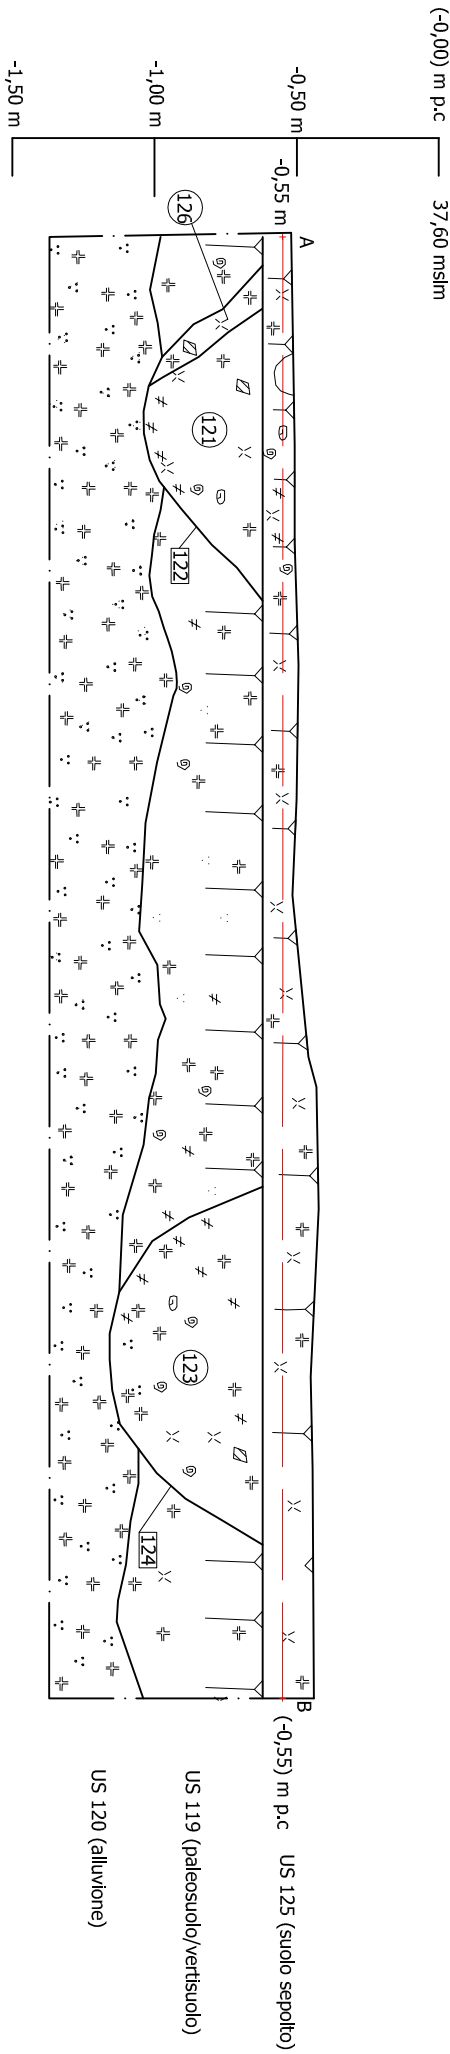 (-0,00) m p.c
37,60 mslm
-0,50 m
-0,55 m
-1,00 m
-1,50 m
A
B
126
121
122
123
124
(-0,55) m p.c
US 125 (suolo sepolto)
US 119 (paleosuolo/vertisuolo)
US 120 (alluvione)